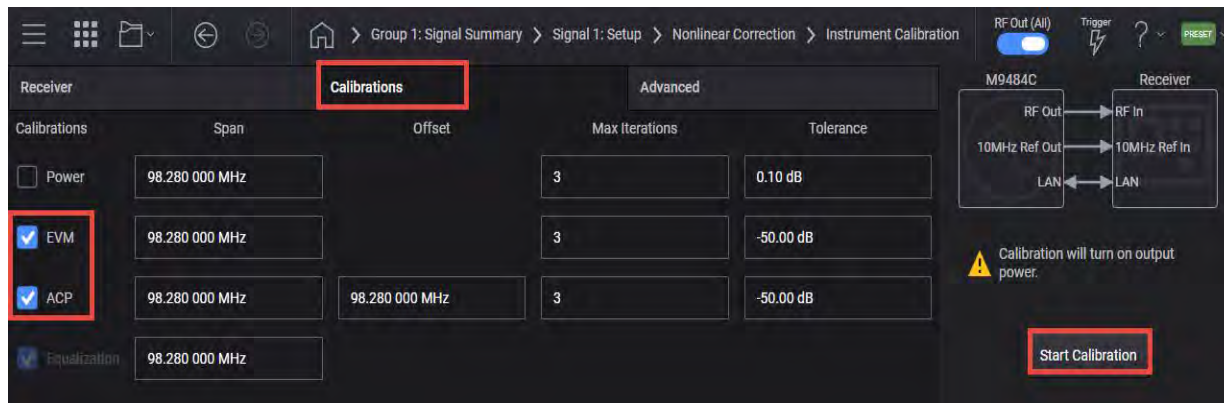 > Group 1: Signal Summary > Signal 1: Setup > Nonlinear Correction > Instrument Calibration
RF Out (All)
Trigger
?
PRESET
Receiver
Calibrations
Advanced
Calibrations Span Offset Max Iterations Tolerance
Power 98.280 000 MHz 3 0.10 dB
EVM 98.280 000 MHz 3 -50.00 dB
ACP 98.280 000 MHz 98.280 000 MHz 3 -50.00 dB
Equalization 98.280 000 MHz
M9484C Receiver
RF Out RF In
10MHz Ref Out 10MHz Ref In
LAN LAN
Calibration will turn on output
power.
Start Calibration